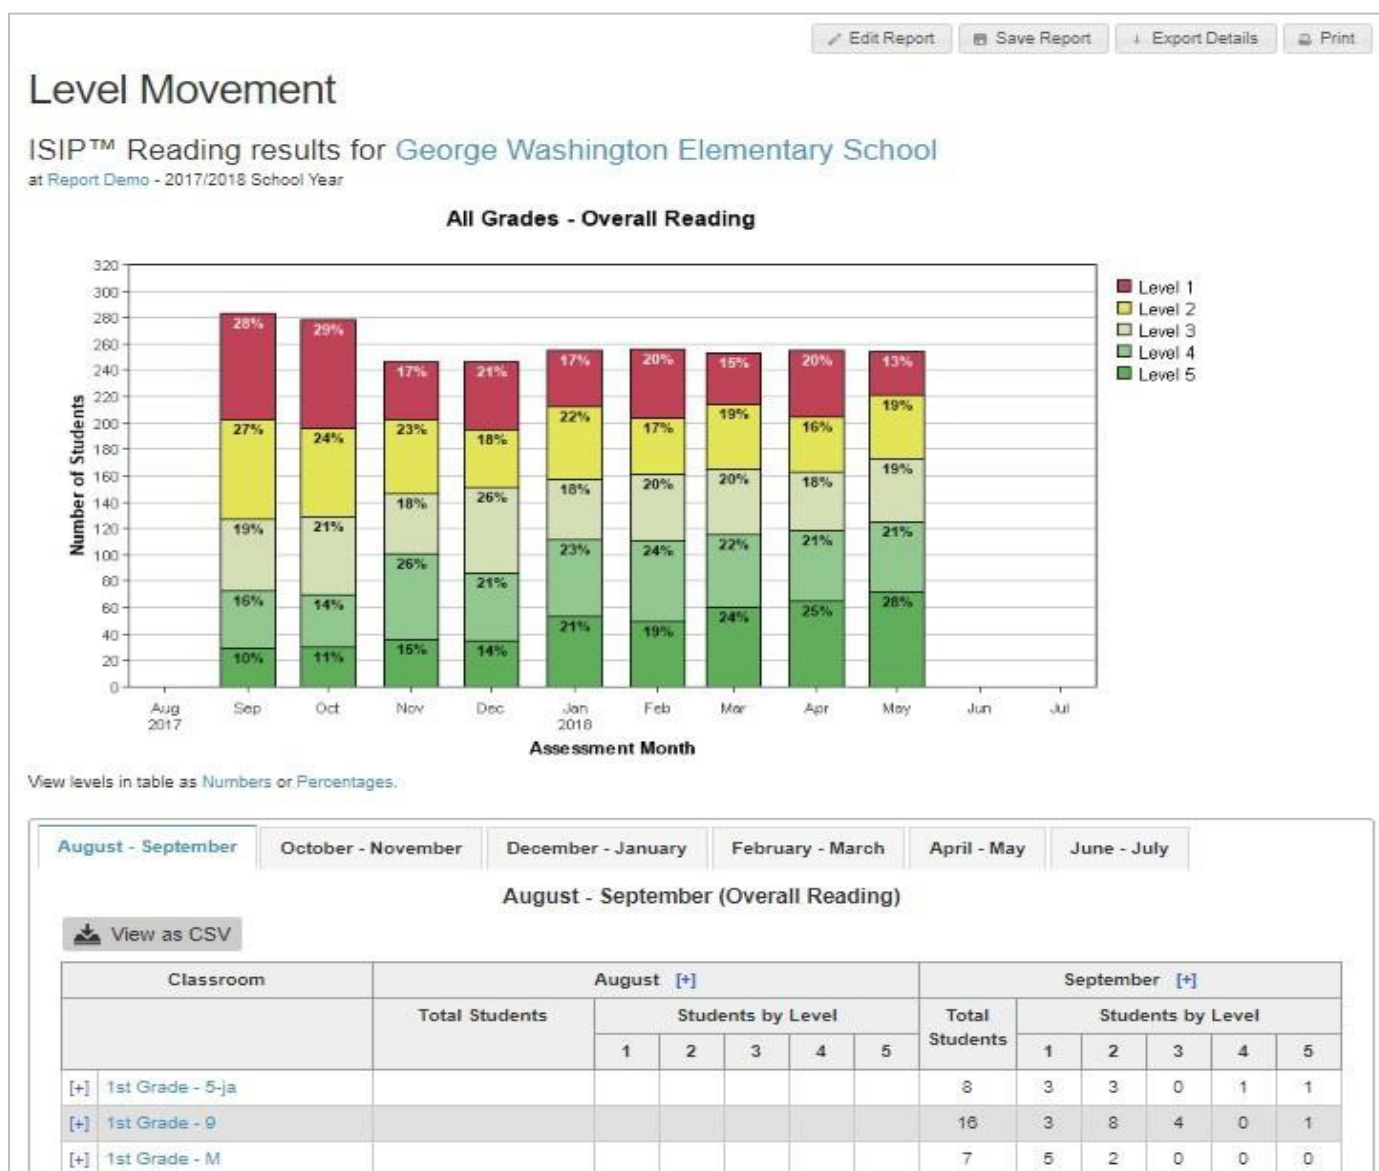 Edit Report Save Report Export Details Print
Level Movement
ISIP™ Reading results for George Washington Elementary School
at Report Demo - 2017/2018 School Year
All Grades - Overall Reading
320
300
280
260
240
220
200
180
160
140
120
100
80
60
40
20
0
Number of Students
28% 29% 17% 21% 17% 20% 15% 20% 13%
27% 24% 23% 18% 22% 17% 19% 16% 19%
19% 21% 18% 26% 18% 20% 20% 18% 19%
16% 14% 26% 21% 23% 24% 22% 21% 21%
10% 11% 15% 14% 21% 19% 24% 25% 28%
Level 1
Level 2
Level 3
Level 4
Level 5
Aug Sep Oct Nov Dec Jan Feb Mar Apr May Jun Jul
2017 2018
Assessment Month
View levels in table as Numbers or Percentages.
August - September October - November December - January February - March April - May June - July
August - September (Overall Reading)
View as CSV
Classroom August [+] September [+]
Total Students Students by Level Total Students Students by Level
1 2 3 4 5 1 2 3 4 5
[+] 1st Grade - 5-ja 8 3 3 0 1 1
[+] 1st Grade - 9 16 3 8 4 0 1
[+] 1st Grade - M 7 5 2 0 0 0